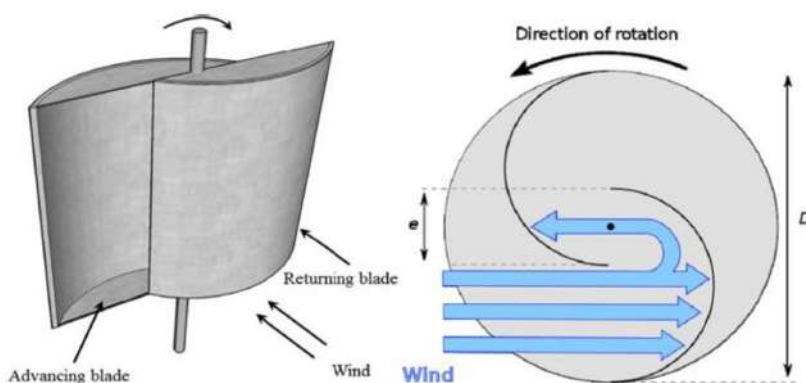 Direction of rotation
e
D
Returning blade
Advancing blade
Wind
Wind